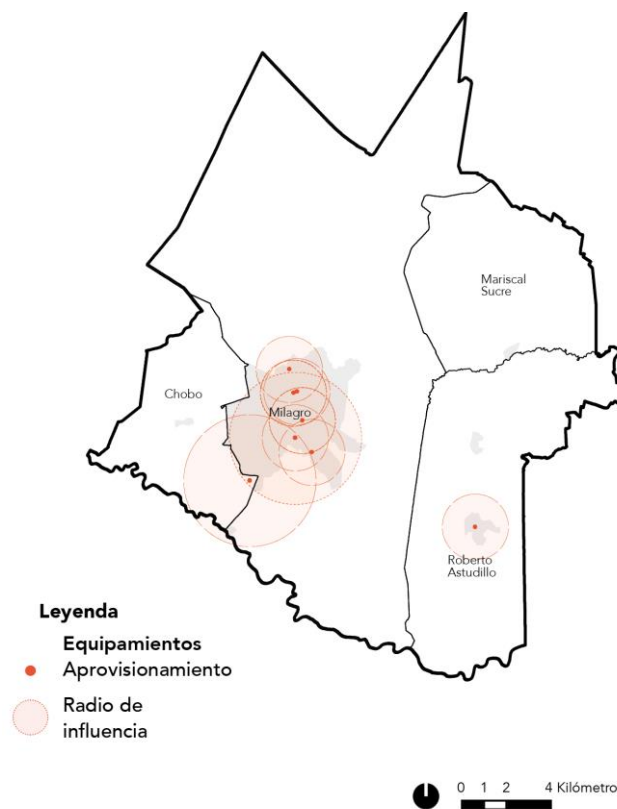 Mariscal
Sucre
Chobo
Milagro
Roberto
Astudillo
Leyenda
Equipamientos
Aprovisionamiento
Radio de
influencia
0 1 2 4 Kilómetro